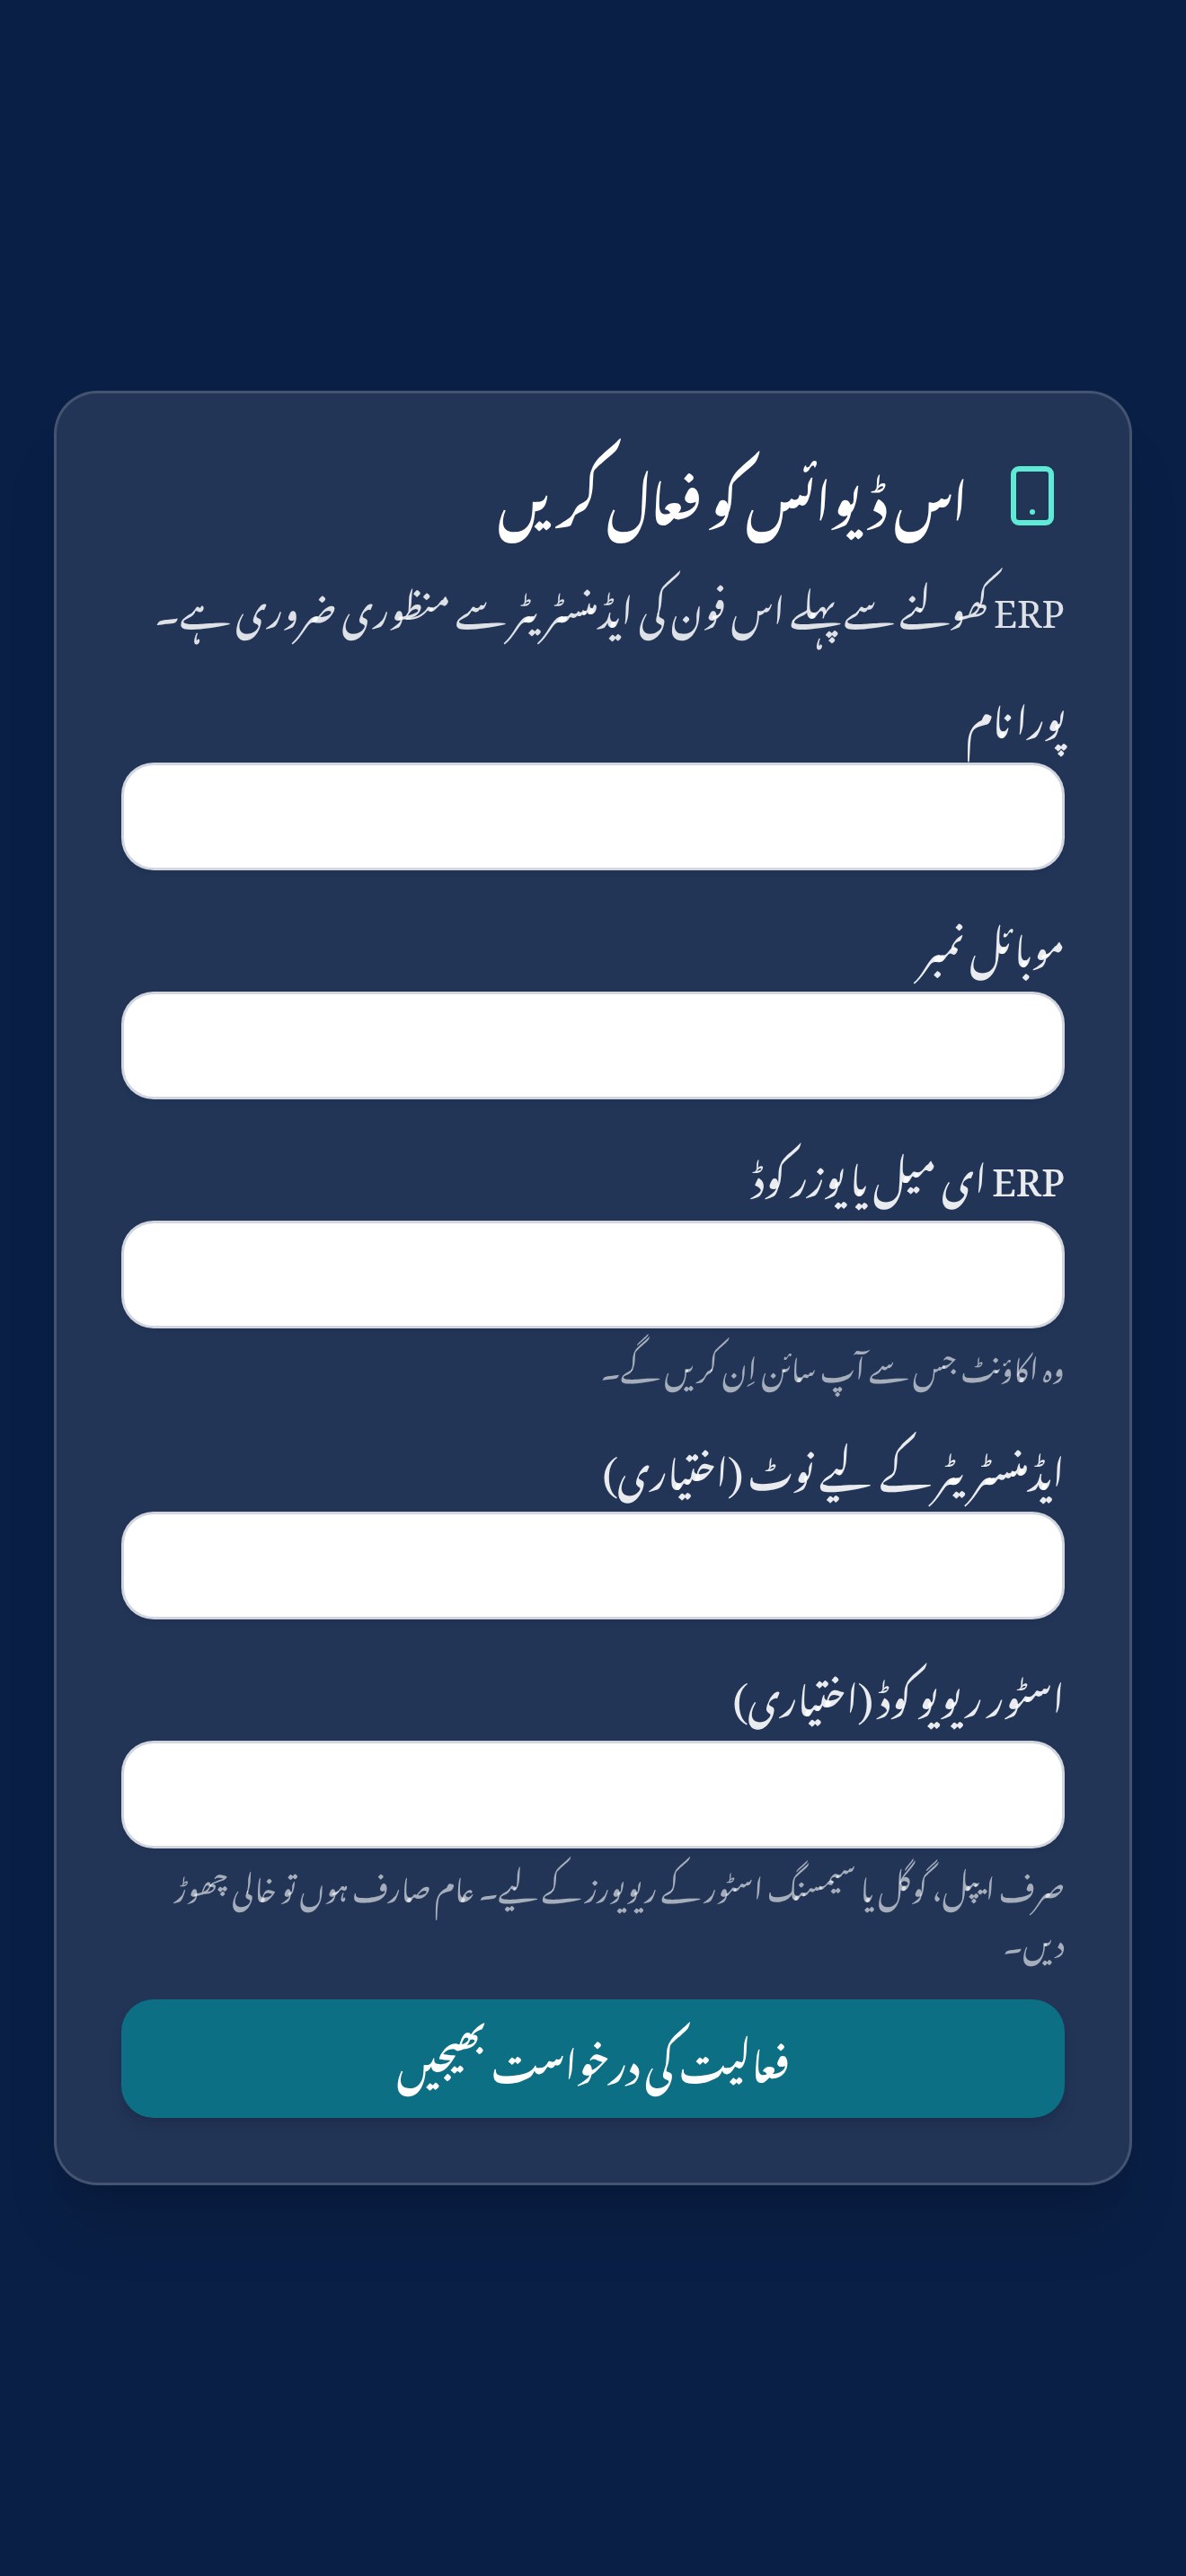 اس ڈیوائس کو فعال کریں
ERP کھولنے سے پہلے اس فون کی ایڈمنسٹریٹر سے منظوری ضروری ہے۔
پورا نام
موبائل نمبر
ERP ای میل یا یوزر کوڈ
وہ اکاؤنٹ جس سے آپ سائن اِن کریں گے۔
ایڈمنسٹریٹر کے لیے نوٹ (اختیاری)
اسٹور ریویو کوڈ (اختیاری)
صرف ایپل، گوگل یا سیمسنگ اسٹور کے ریویورز کے لیے۔ عام صارف ہوں تو خالی چھوڑ
دیں۔
فعالیت کی درخواست بھیجیں